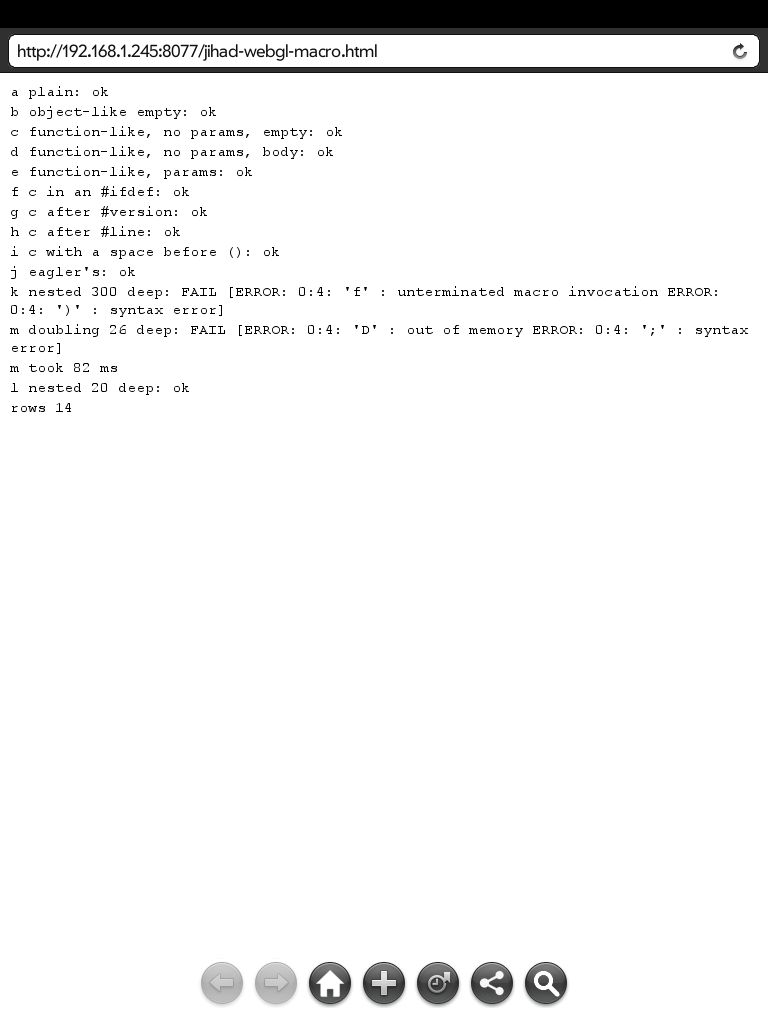 http://192.168.1.245:8077/jihad-webgl-macro.html
a plain: ok
b object-like empty: ok
c function-like, no params, empty: ok
d function-like, no params, body: ok
e function-like, params: ok
f c in an #ifdef: ok
g c after #version: ok
h c after #line: ok
i c with a space before (): ok
j eagler's: ok
k nested 300 deep: FAIL [ERROR: 0:4: 'f' : unterminated macro invocation ERROR:
0:4: ')' : syntax error]
m doubling 26 deep: FAIL [ERROR: 0:4: 'D' : out of memory ERROR: 0:4: ';' : syntax
error]
m took 82 ms
l nested 20 deep: ok
rows 14